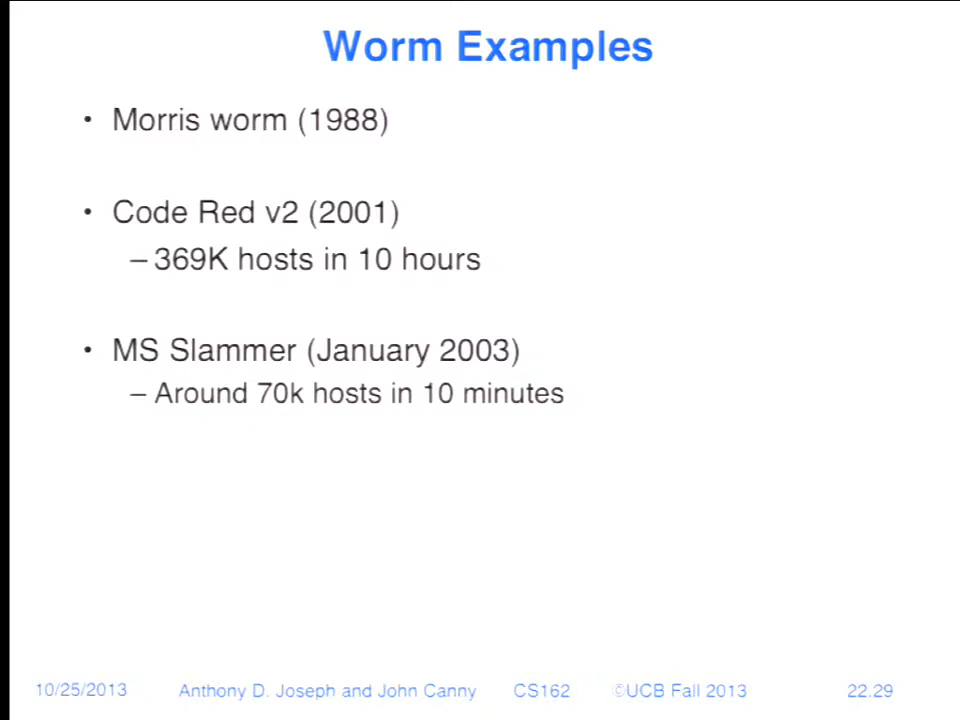 Worm Examples
• Morris worm (1988)
• Code Red v2 (2001)
– 369K hosts in 10 hours
• MS Slammer (January 2003)
– Around 70k hosts in 10 minutes
10/25/2013 Anthony D. Joseph and John Canny CS162 ©UCB Fall 2013 22.29